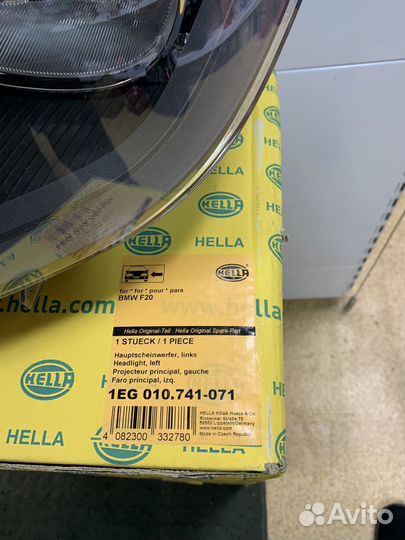 HELLA
HELLA
HELLA
.hella.com
www.hella.com
für * for * pour * para
BMW F20
HELLA
Hella Original-Teil . Hella Original Spare-Part
1 STUECK / 1 PIECE
Hauptscheinwerfer, links
Headlight, left
Projecteur principal, gauche
Faro principal, izq.
1EG 010.741-071
4 082300 332780
HELLA KGaA Hueck & Co.
Rixbecker Straße 75
59552 Lippstadt/Germany
www.hella.com
Made in Czech Republic
HELLA
HELLA
HELLA
HELLA
Avito